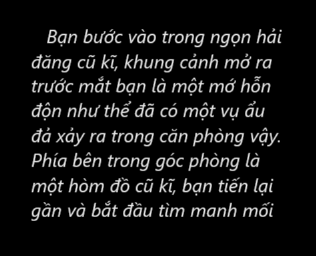 Bạn bước vào trong ngọn hải
đăng cũ kĩ, khung cảnh mở ra
trước mắt bạn là một mớ hỗn
độn như thể đã có một vụ ẩu
đả xảy ra trong căn phòng vậy.
Phía bên trong góc phòng là
một hòm đồ cũ kĩ, bạn tiến lại
gần và bắt đầu tìm manh mối